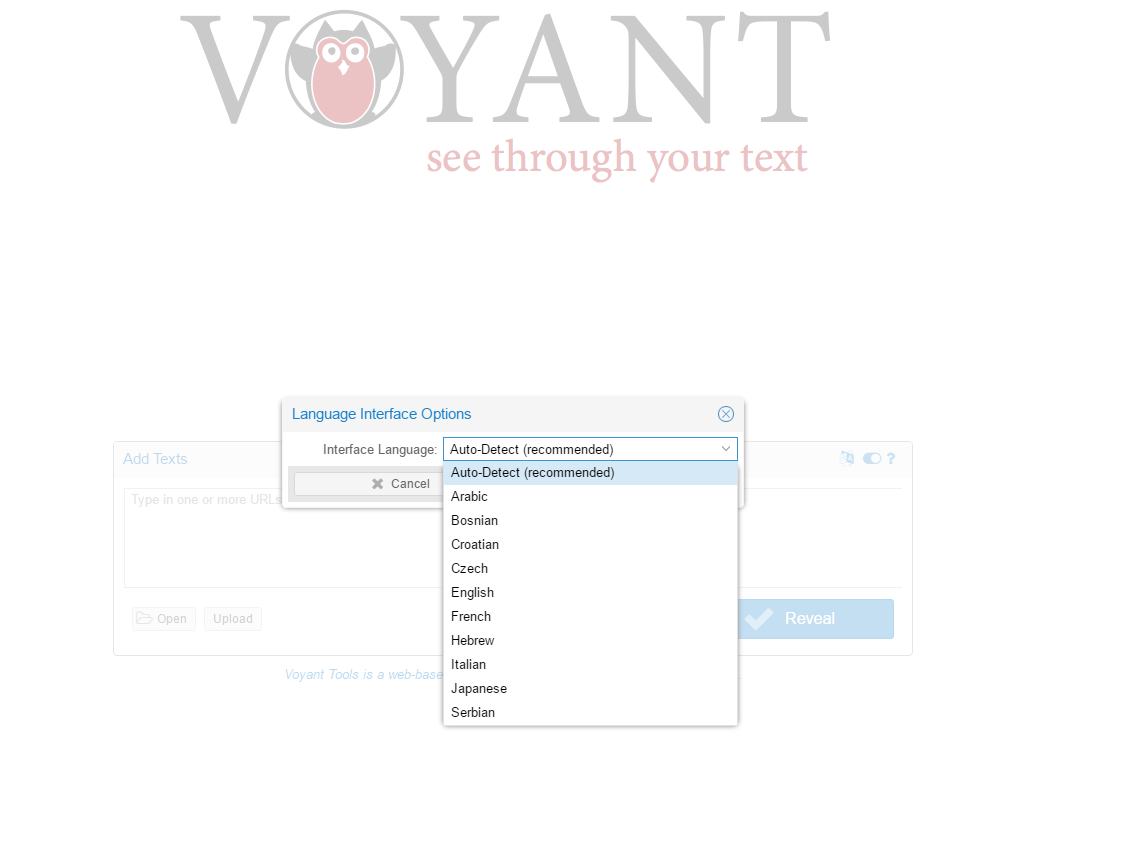 VOYANT
see through your text
Language Interface Options
Interface Language: Auto-Detect (recommended)
Add Texts
?
Auto-Detect (recommended)
Cancel
Arabic
Type in one or more URLs
Bosnian
Croatian
Czech
English
French
Open Upload
Reveal
Hebrew
Italian
Voyant Tools is a web-base
Japanese
Serbian